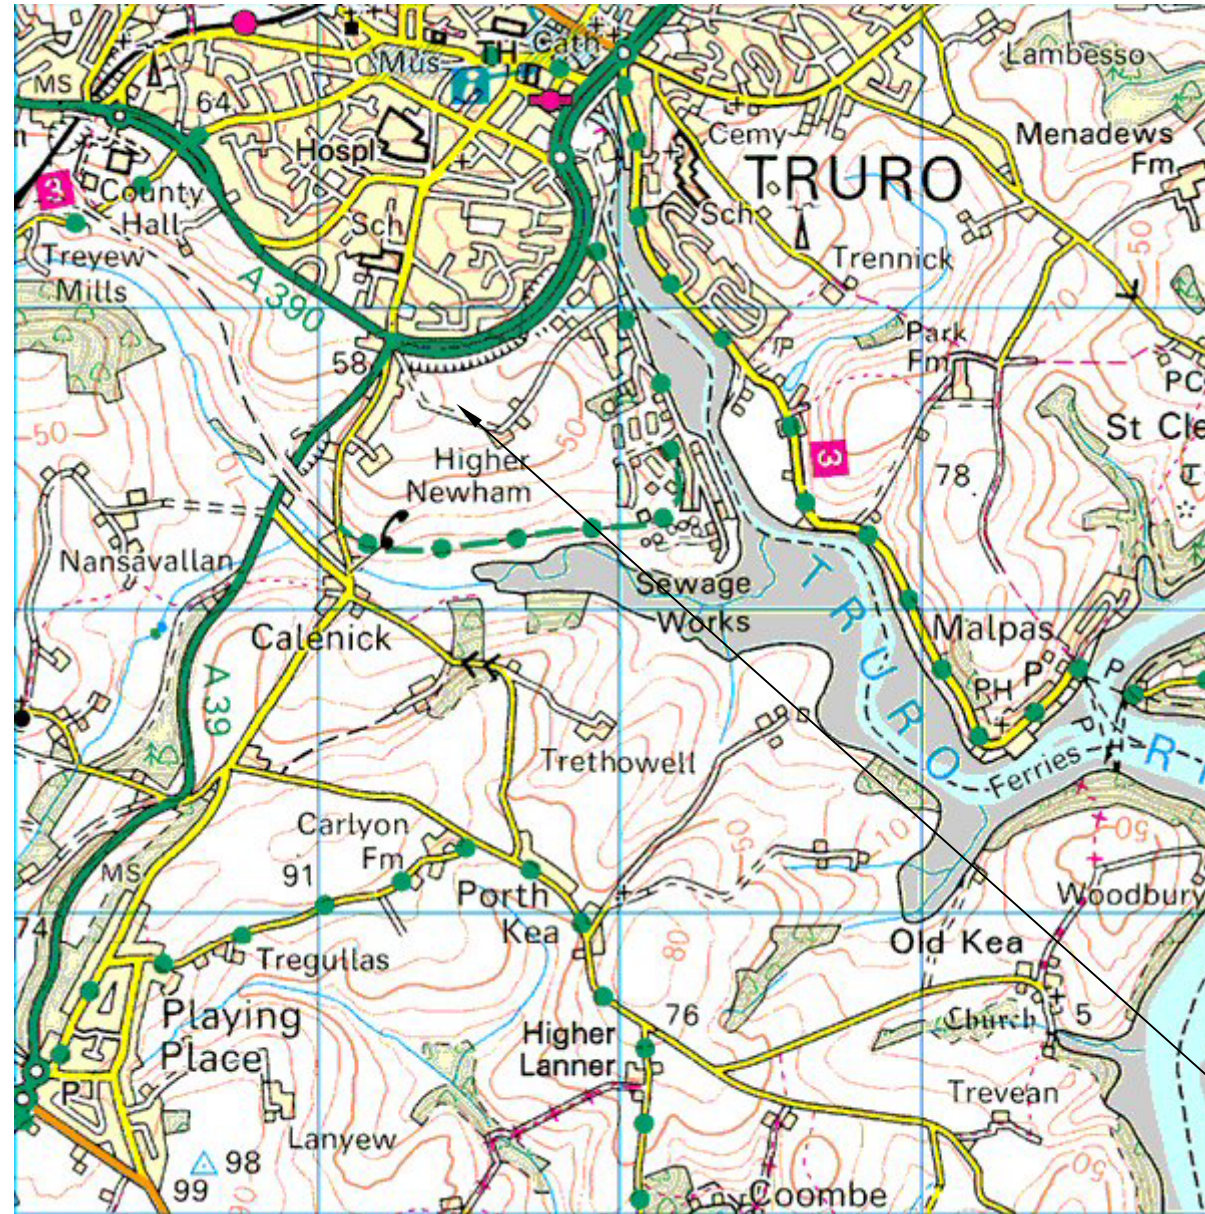 Mus
TH
Cath
Lambesso
MS
64
Hospl
Cemy
Menadews
Fm
TRURO
3
County
Hall
Sch
Sch
Treyew
Mills
A 390
Trennick
50
70
Park
Fm
58
PC
St Cle
50
50
3
Higher
Newham
78
10
Nansavallan
Sewage
Works
TRURO
Calenick
Malpas
P
P
PH
A 39
P
Ferries
R
Trethowell
Carlyon
Fm
50
10
50
91
MS
Porth
Kea
Woodbury
74
Old Kea
Tregullas
80
Playing
Place
76
Church
5
Higher
Lanner
P
Trevean
Lanyew
98
99
50
Coombe